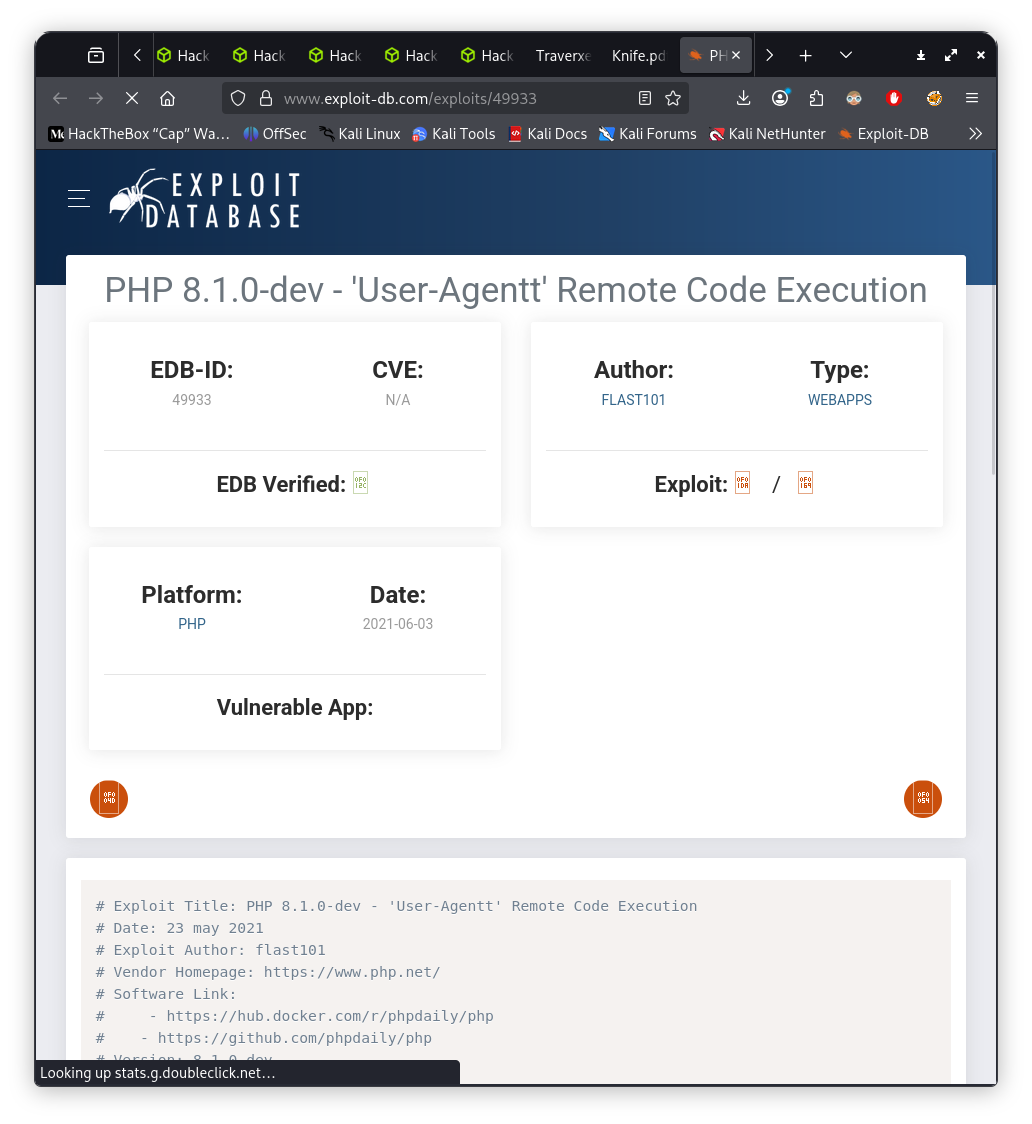 Hack
Hack
Hack
Hack
Hack
Traverxe
Knife.pd
PH
www.exploit-db.com/exploits/49933
HackTheBox “Cap” Wa…
OffSec
Kali Linux
Kali Tools
Kali Docs
Kali Forums
Kali NetHunter
Exploit-DB
EXPLOIT
DATABASE
PHP 8.1.0-dev - 'User-Agentt' Remote Code Execution
EDB-ID:
49933
CVE:
N/A
EDB Verified:
Author:
FLAST101
Type:
WEBAPPS
Exploit: /
Platform:
PHP
Date:
2021-06-03
Vulnerable App:
# Exploit Title: PHP 8.1.0-dev - 'User-Agentt' Remote Code Execution
# Date: 23 may 2021
# Exploit Author: flast101
# Vendor Homepage: https://www.php.net/
# Software Link:
#     - https://hub.docker.com/r/phpdaily/php
#    - https://github.com/phpdaily/php
# Version: 8.1.0-dev
Looking up stats.g.doubleclick.net…